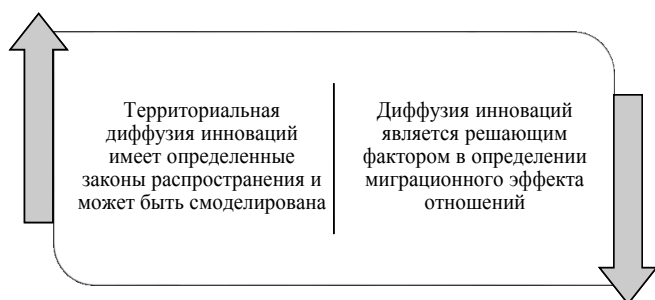 Территориальная
диффузия инноваций
имеет определенные
законы распространения и
может быть смоделирована
Диффузия инноваций
является решающим
фактором в определении
миграционного эффекта
отношений